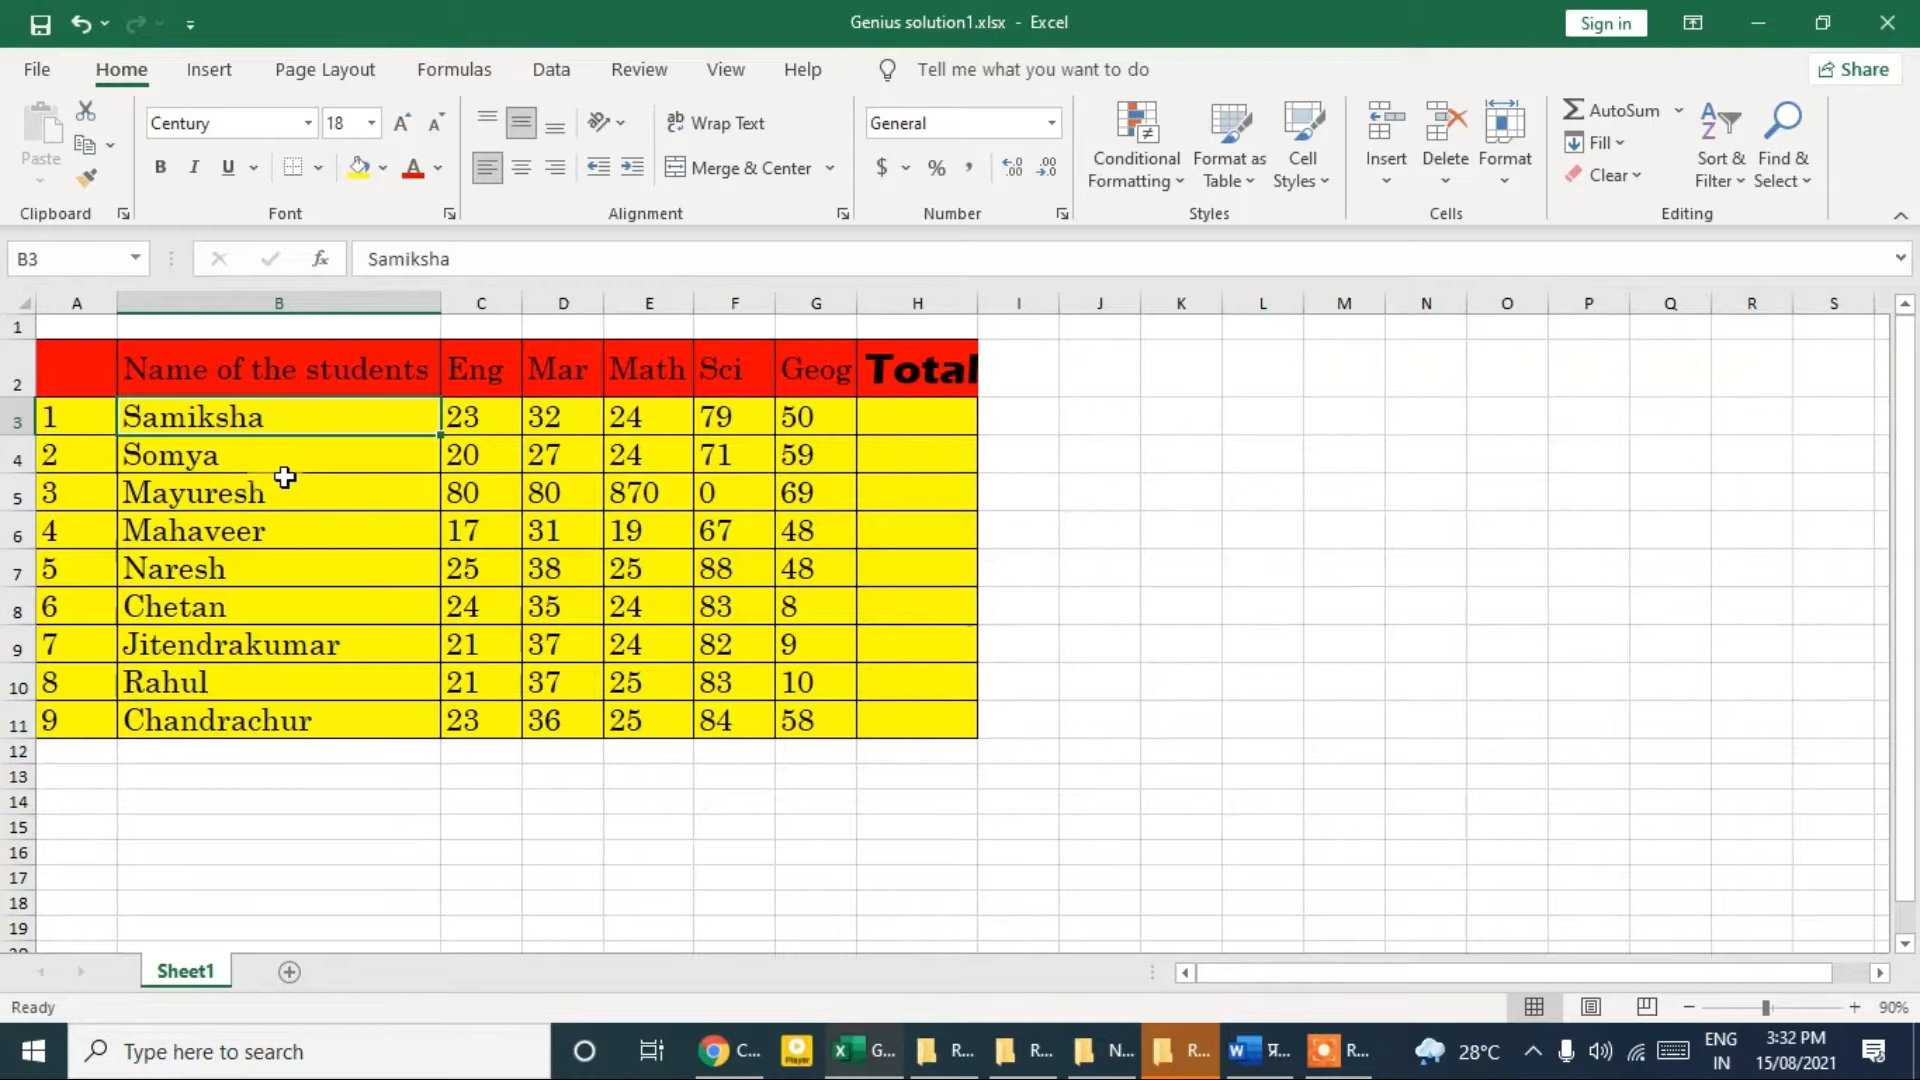 Genius solution1.xlsx - Excel
Sign in
File Home Insert Page Layout Formulas Data Review View Help Tell me what you want to do Share
Paste
Century 18
B I U
ab Wrap Text
Merge & Center
General
$ % ,
Conditional Formatting
Format as Table
Cell Styles
Insert Delete Format
AutoSum
Fill
Clear
Sort & Filter
Find & Select
Clipboard Font Alignment Number Styles Cells Editing
B3 fx Samiksha
A B C D E F G H I J K L M N O P Q R S
1
2 Name of the students Eng Mar Math Sci Geog Total
3 1 Samiksha 23 32 24 79 50
4 2 Somya 20 27 24 71 59
5 3 Mayuresh 80 80 870 0 69
6 4 Mahaveer 17 31 19 67 48
7 5 Naresh 25 38 25 88 48
8 6 Chetan 24 35 24 83 8
9 7 Jitendrakumar 21 37 24 82 9
10 8 Rahul 21 37 25 83 10
11 9 Chandrachur 23 36 25 84 58
12
13
14
15
16
17
18
19
Sheet1
Ready 90%
Type here to search C... Player G... R... R... N... R... R... 28°C ENG 3:32 PM
IN 15/08/2021